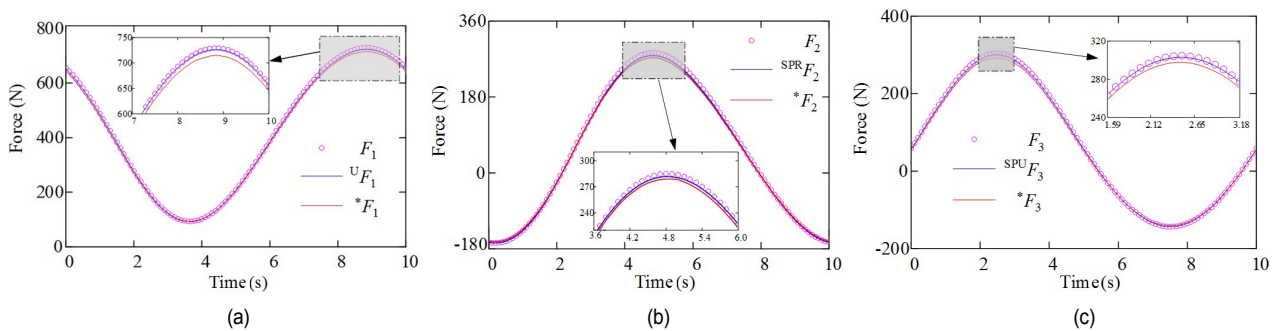 Force (N)
800
600
400
200
0
0 2 4 6 8 10
Time (s)
750
700
650
600
7 8 9 10
F1
UF1
*F1
(a)
Force (N)
360
180
0
-180
0 2 4 6 8 10
Time (s)
F2
SPRF2
*F2
300
270
240
3.6 4.2 4.8 5.4 6.0
(b)
Force (N)
400
200
0
-200
0 2 4 6 8 10
Time (s)
320
280
240
1.59 2.12 2.65 3.18
F3
SPUF3
*F3
(c)